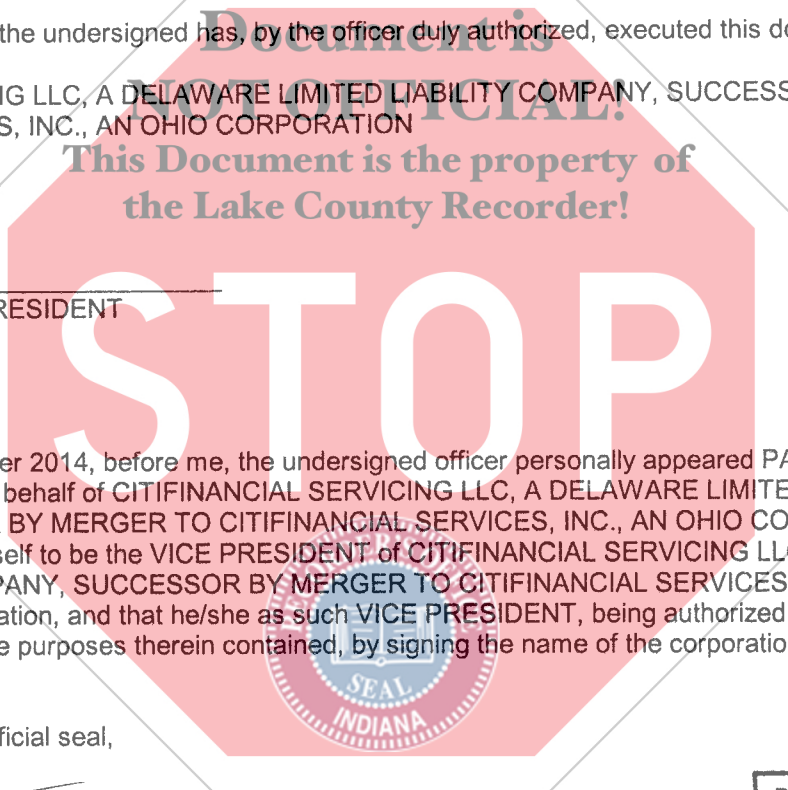 Document is
the undersigned has, by the officer duly authorized, executed this do
NOT OFFICIAL!
NG LLC, A DELAWARE LIMITED LIABILITY COMPANY, SUCCESS
S, INC., AN OHIO CORPORATION
This Document is the property of
the Lake County Recorder!
RESIDENT
STOP
er 2014, before me, the undersigned officer personally appeared PA
behalf of CITIFINANCIAL SERVICING LLC, A DELAWARE LIMITE
BY MERGER TO CITIFINANCIAL SERVICES, INC., AN OHIO CO
self to be the VICE PRESIDENT of CITIFINANCIAL SERVICING LL
PANY, SUCCESSOR BY MERGER TO CITIFINANCIAL SERVICES
ation, and that he/she as such VICE PRESIDENT, being authorized
e purposes therein contained, by signing the name of the corporatio
RECORDER'S OFFICE
SEAL
INDIANA
ficial seal,